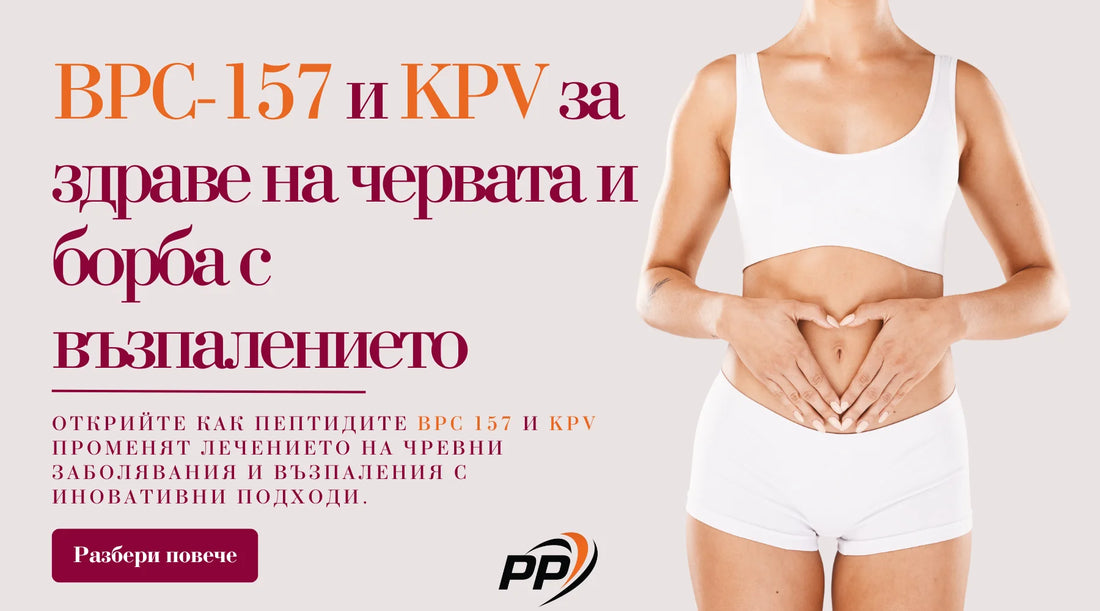 BPC-157 и KPV за
здраве на червата и
борба с
възпалението
ОТКРИЙТЕ КАК ПЕПТИДИТЕ BPC 157 И KPV
ПРОМЕНЯТ ЛЕЧЕНИЕТО НА ЧРЕВНИ
ЗАБОЛЯВАНИЯ И ВЪЗПАЛЕНИЯ С
ИНОВАТИВНИ ПОДХОДИ.
Разбери повече
PP